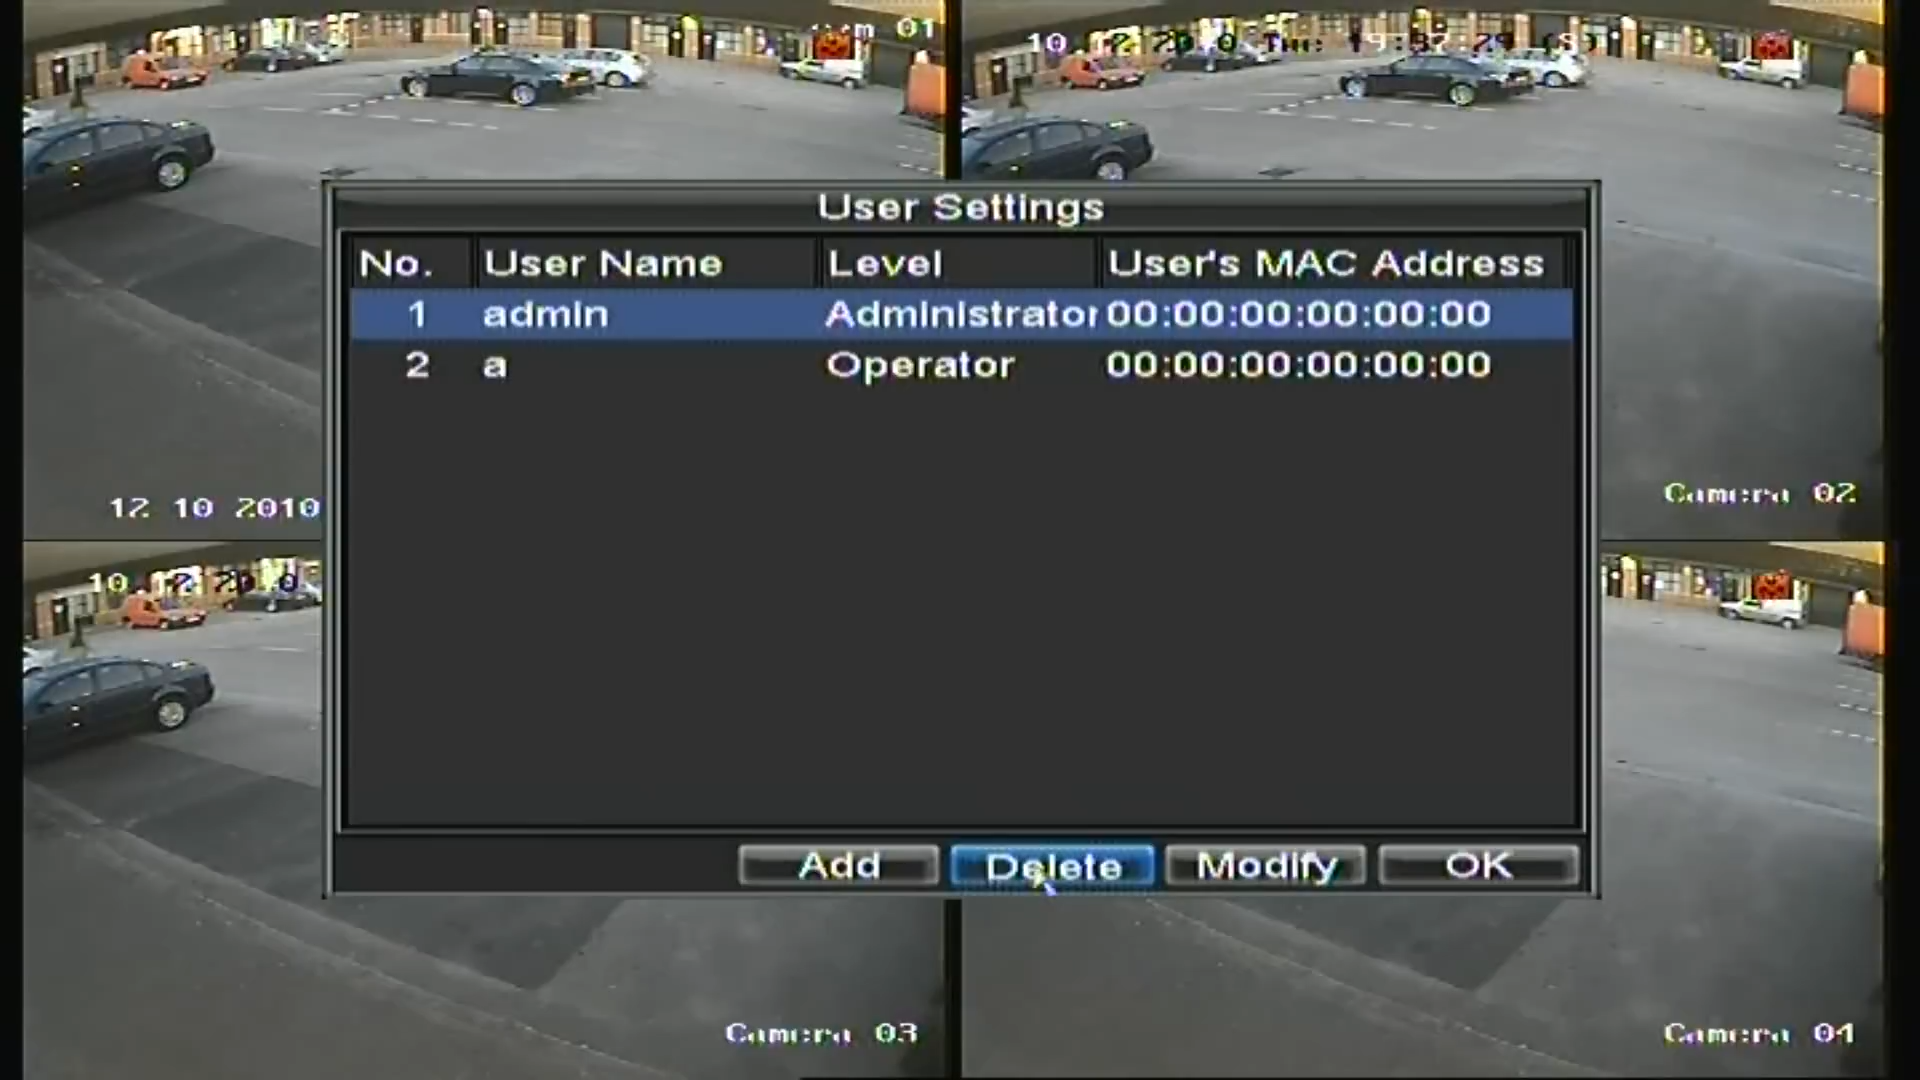 01
User Settings
No. User Name Level User's MAC Address
1 admin Administrator 00:00:00:00:00:00
2 a Operator 00:00:00:00:00:00
12 10 2010
Camera 02
Add Delete Modify OK
Camera 03
Camera 04